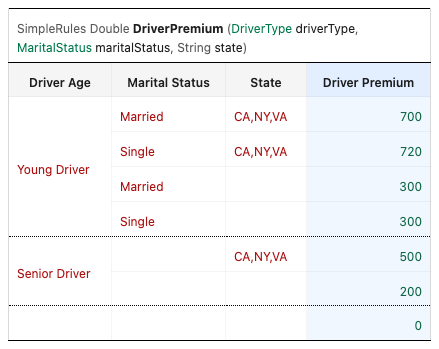 SimpleRules Double DriverPremium (DriverType driverType,
MaritalStatus maritalStatus, String state)
Driver Age Marital Status State Driver Premium
Young Driver Married CA,NY,VA 700
Single CA,NY,VA 720
Married 300
Single 300
Senior Driver CA,NY,VA 500
200
0